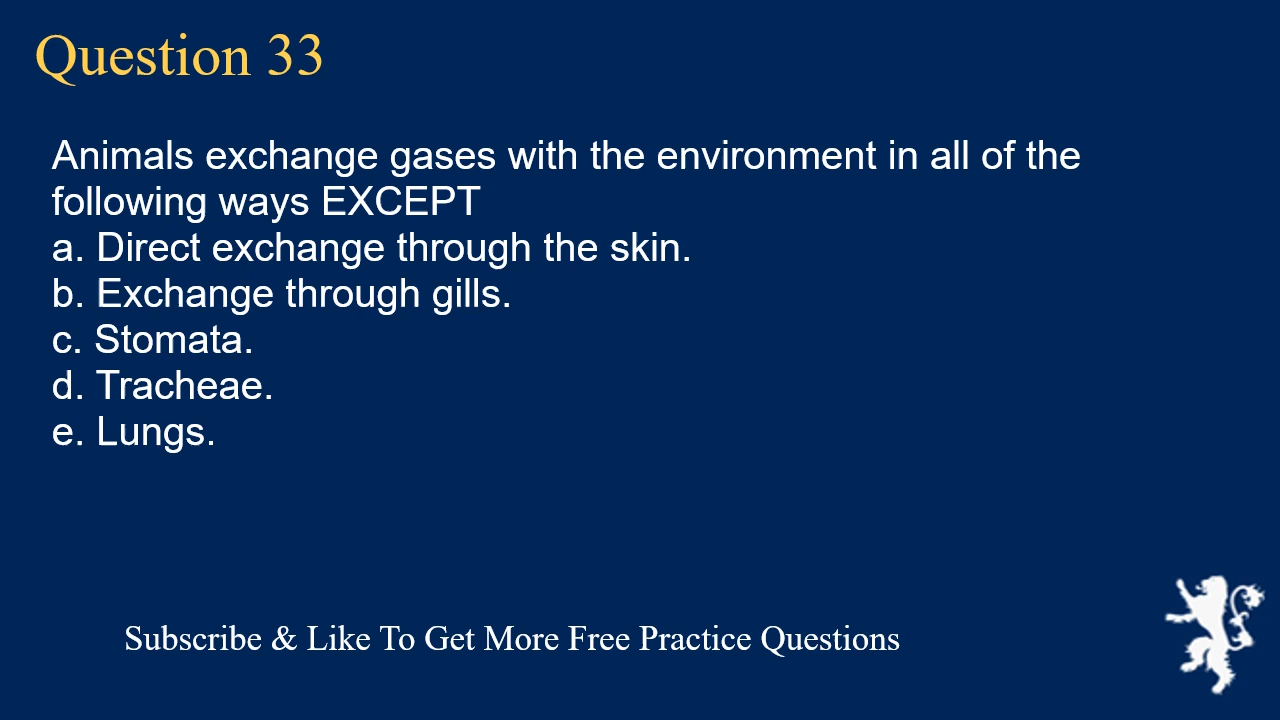 Question 33
Animals exchange gases with the environment in all of the
following ways EXCEPT
a. Direct exchange through the skin.
b. Exchange through gills.
c. Stomata.
d. Tracheae.
e. Lungs.
Subscribe & Like To Get More Free Practice Questions